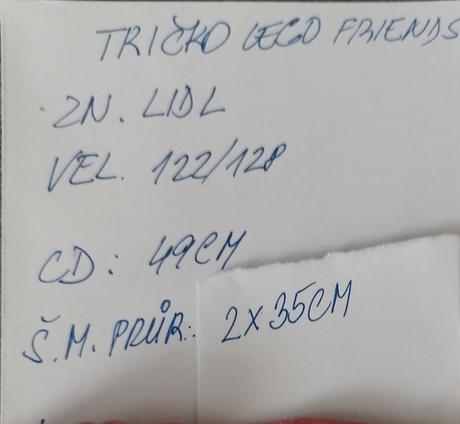 TRIČKO LEGO FRIENDS
ZN. LIDL
VEL. 122/128
CD: 49CM
Š.M. PRŮR.: 2X35CM